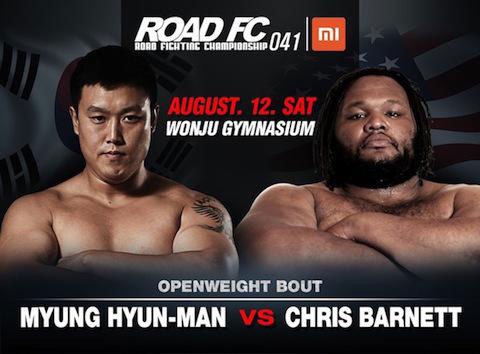 ROAD FC 041 mi
ROAD FIGHTING CHAMPIONSHIP
AUGUST. 12. SAT
WONJU GYMNASIUM
OPENWEIGHT BOUT
MYUNG HYUN-MAN VS CHRIS BARNETT